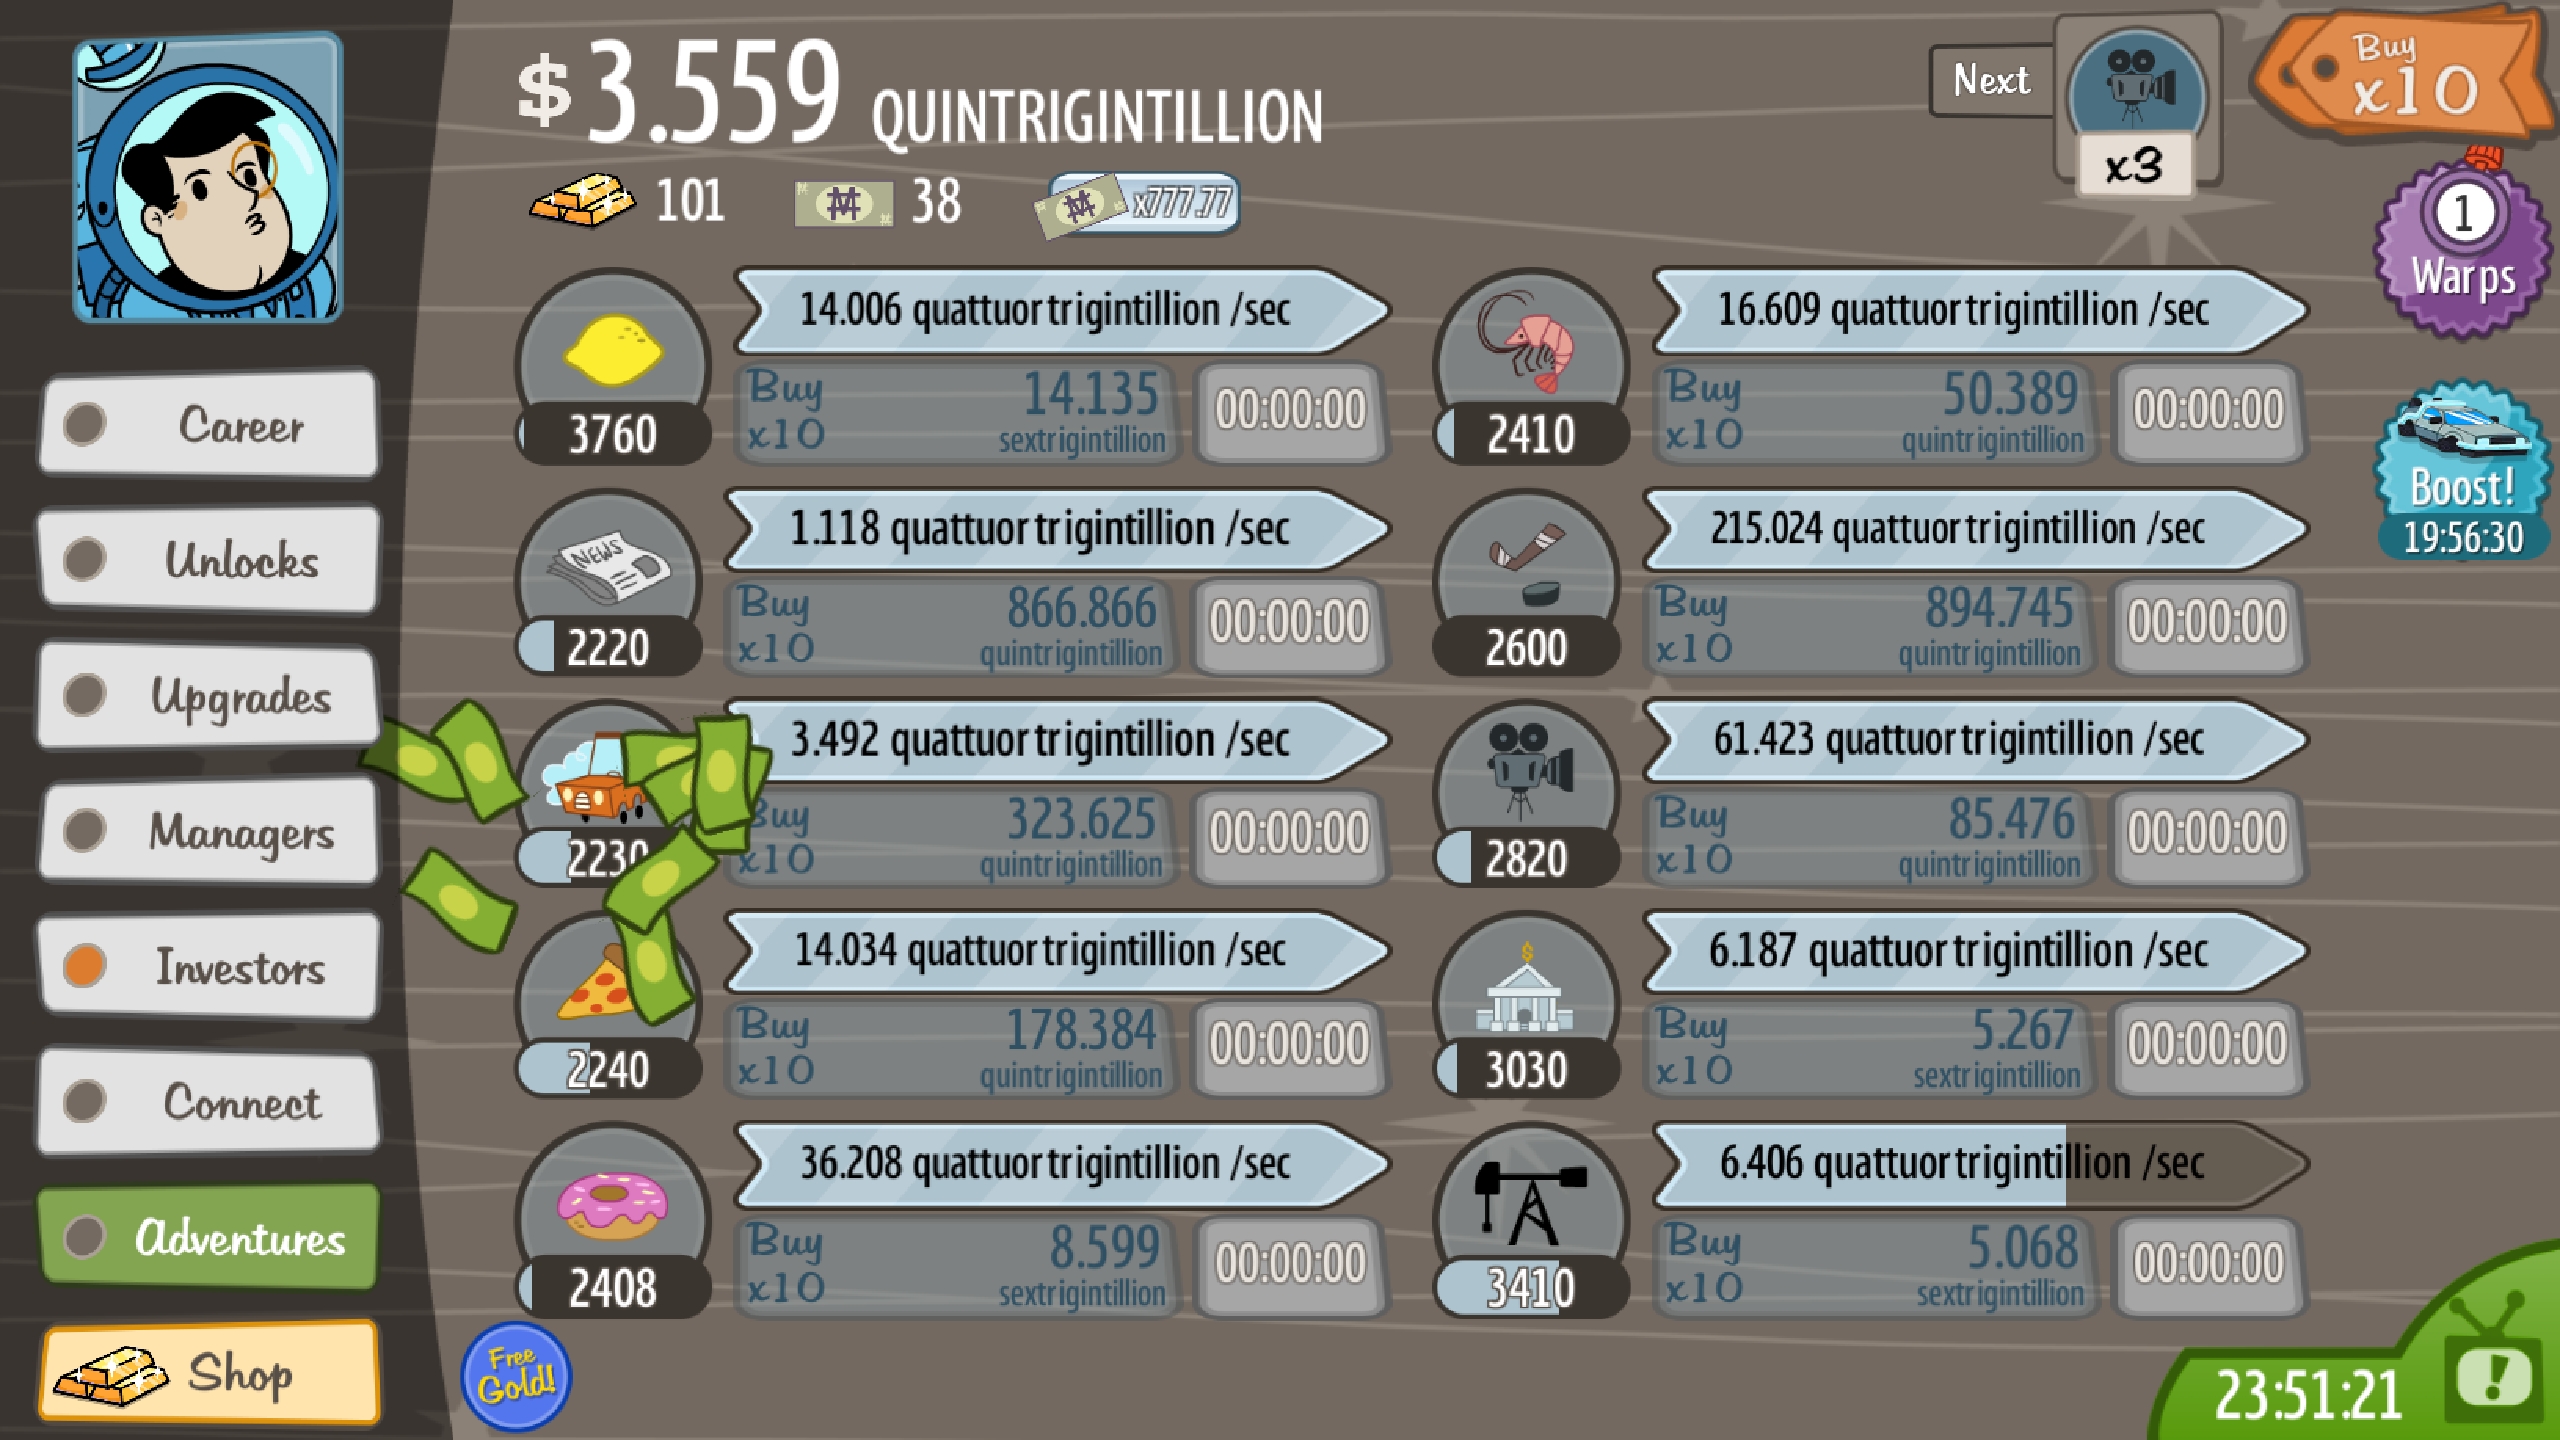 $3.559 QUINTRIGINTILLION
Next
x3
Buy
x10
101
38
x777.77
1
Warps
Boost!
19:56:30
Career
Unlocks
Upgrades
Managers
Investors
Connect
Adventures
Shop
Free
Gold!
14.006 quattuortrigintillion /sec
3760
Buy 14.135
x10 sextrigintillion
00:00:00
16.609 quattuortrigintillion /sec
2410
Buy 50.389
x10 quintrigintillion
00:00:00
NEWS
1.118 quattuortrigintillion /sec
2220
Buy 866.866
x10 quintrigintillion
00:00:00
215.024 quattuortrigintillion /sec
2600
Buy 894.745
x10 quintrigintillion
00:00:00
3.492 quattuortrigintillion /sec
2230
Buy 323.625
x10 quintrigintillion
00:00:00
61.423 quattuortrigintillion /sec
2820
Buy 85.476
x10 quintrigintillion
00:00:00
14.034 quattuortrigintillion /sec
2240
Buy 178.384
x10 quintrigintillion
00:00:00
$
6.187 quattuortrigintillion /sec
3030
Buy 5.267
x10 sextrigintillion
00:00:00
36.208 quattuortrigintillion /sec
2408
Buy 8.599
x10 sextrigintillion
00:00:00
6.406 quattuortrigintillion /sec
3410
Buy 5.068
x10 sextrigintillion
00:00:00
23:51:21
!